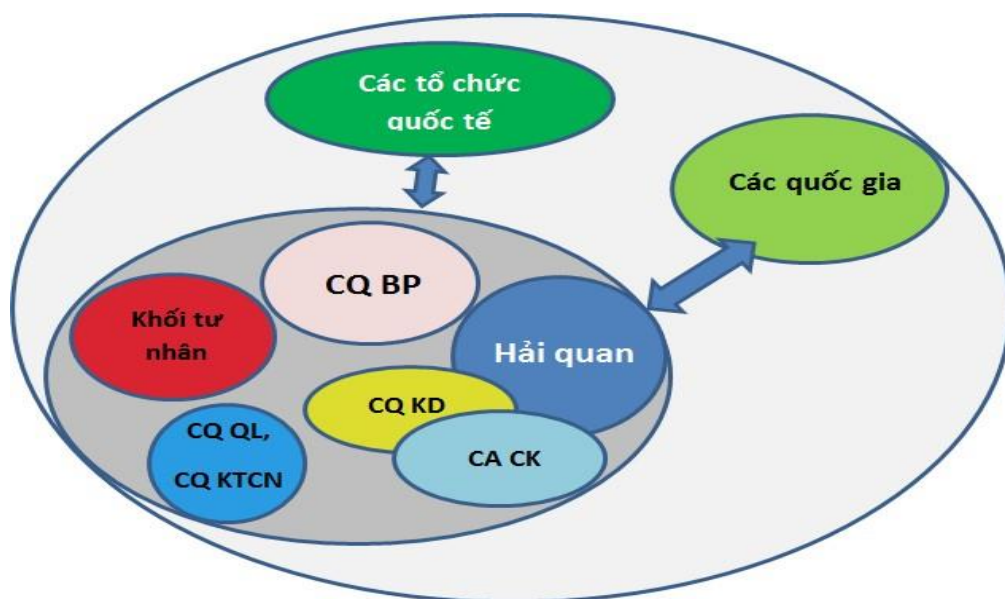 Các tổ chức
quốc tế
Các quốc gia
CQ BP
Khối tư
nhân
Hải quan
CQ KD
CQ QL,
CQ KTCN
CA CK